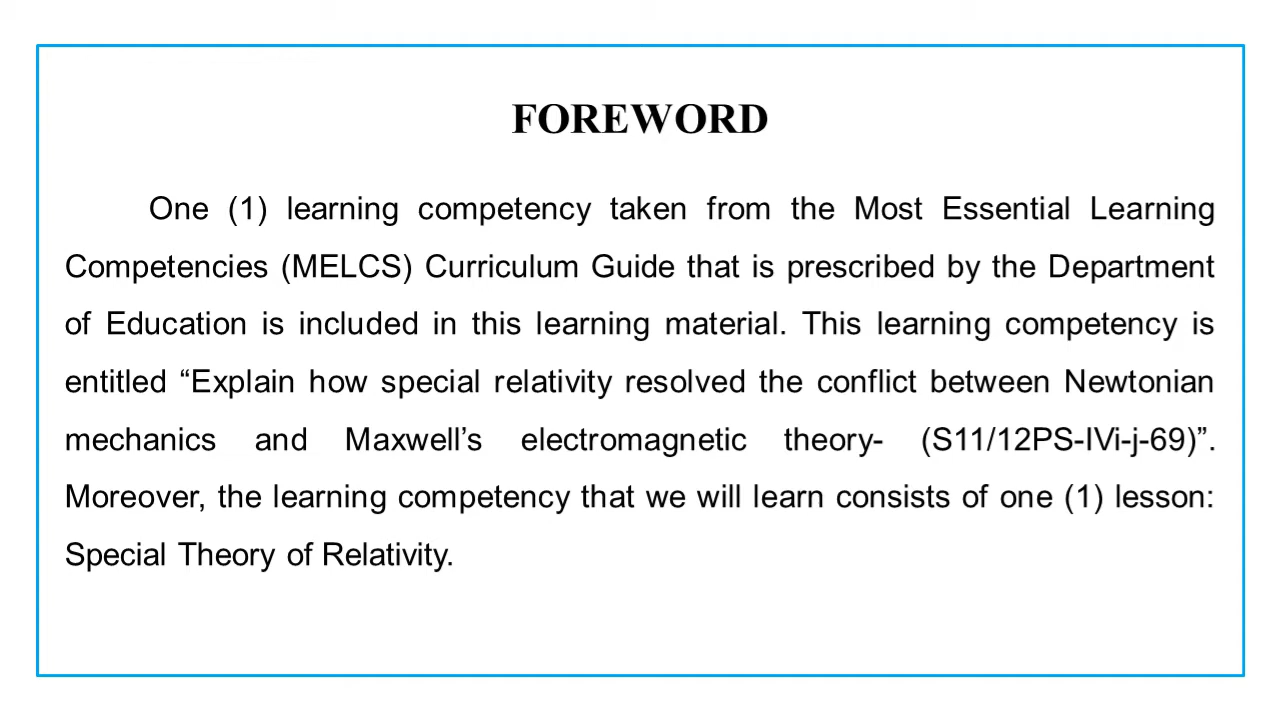 FOREWORD
One (1) learning competency taken from the Most Essential Learning
Competencies (MELCS) Curriculum Guide that is prescribed by the Department
of Education is included in this learning material. This learning competency is
entitled “Explain how special relativity resolved the conflict between Newtonian
mechanics and Maxwell’s electromagnetic theory- (S11/12PS-IVi-j-69)”.
Moreover, the learning competency that we will learn consists of one (1) lesson:
Special Theory of Relativity.